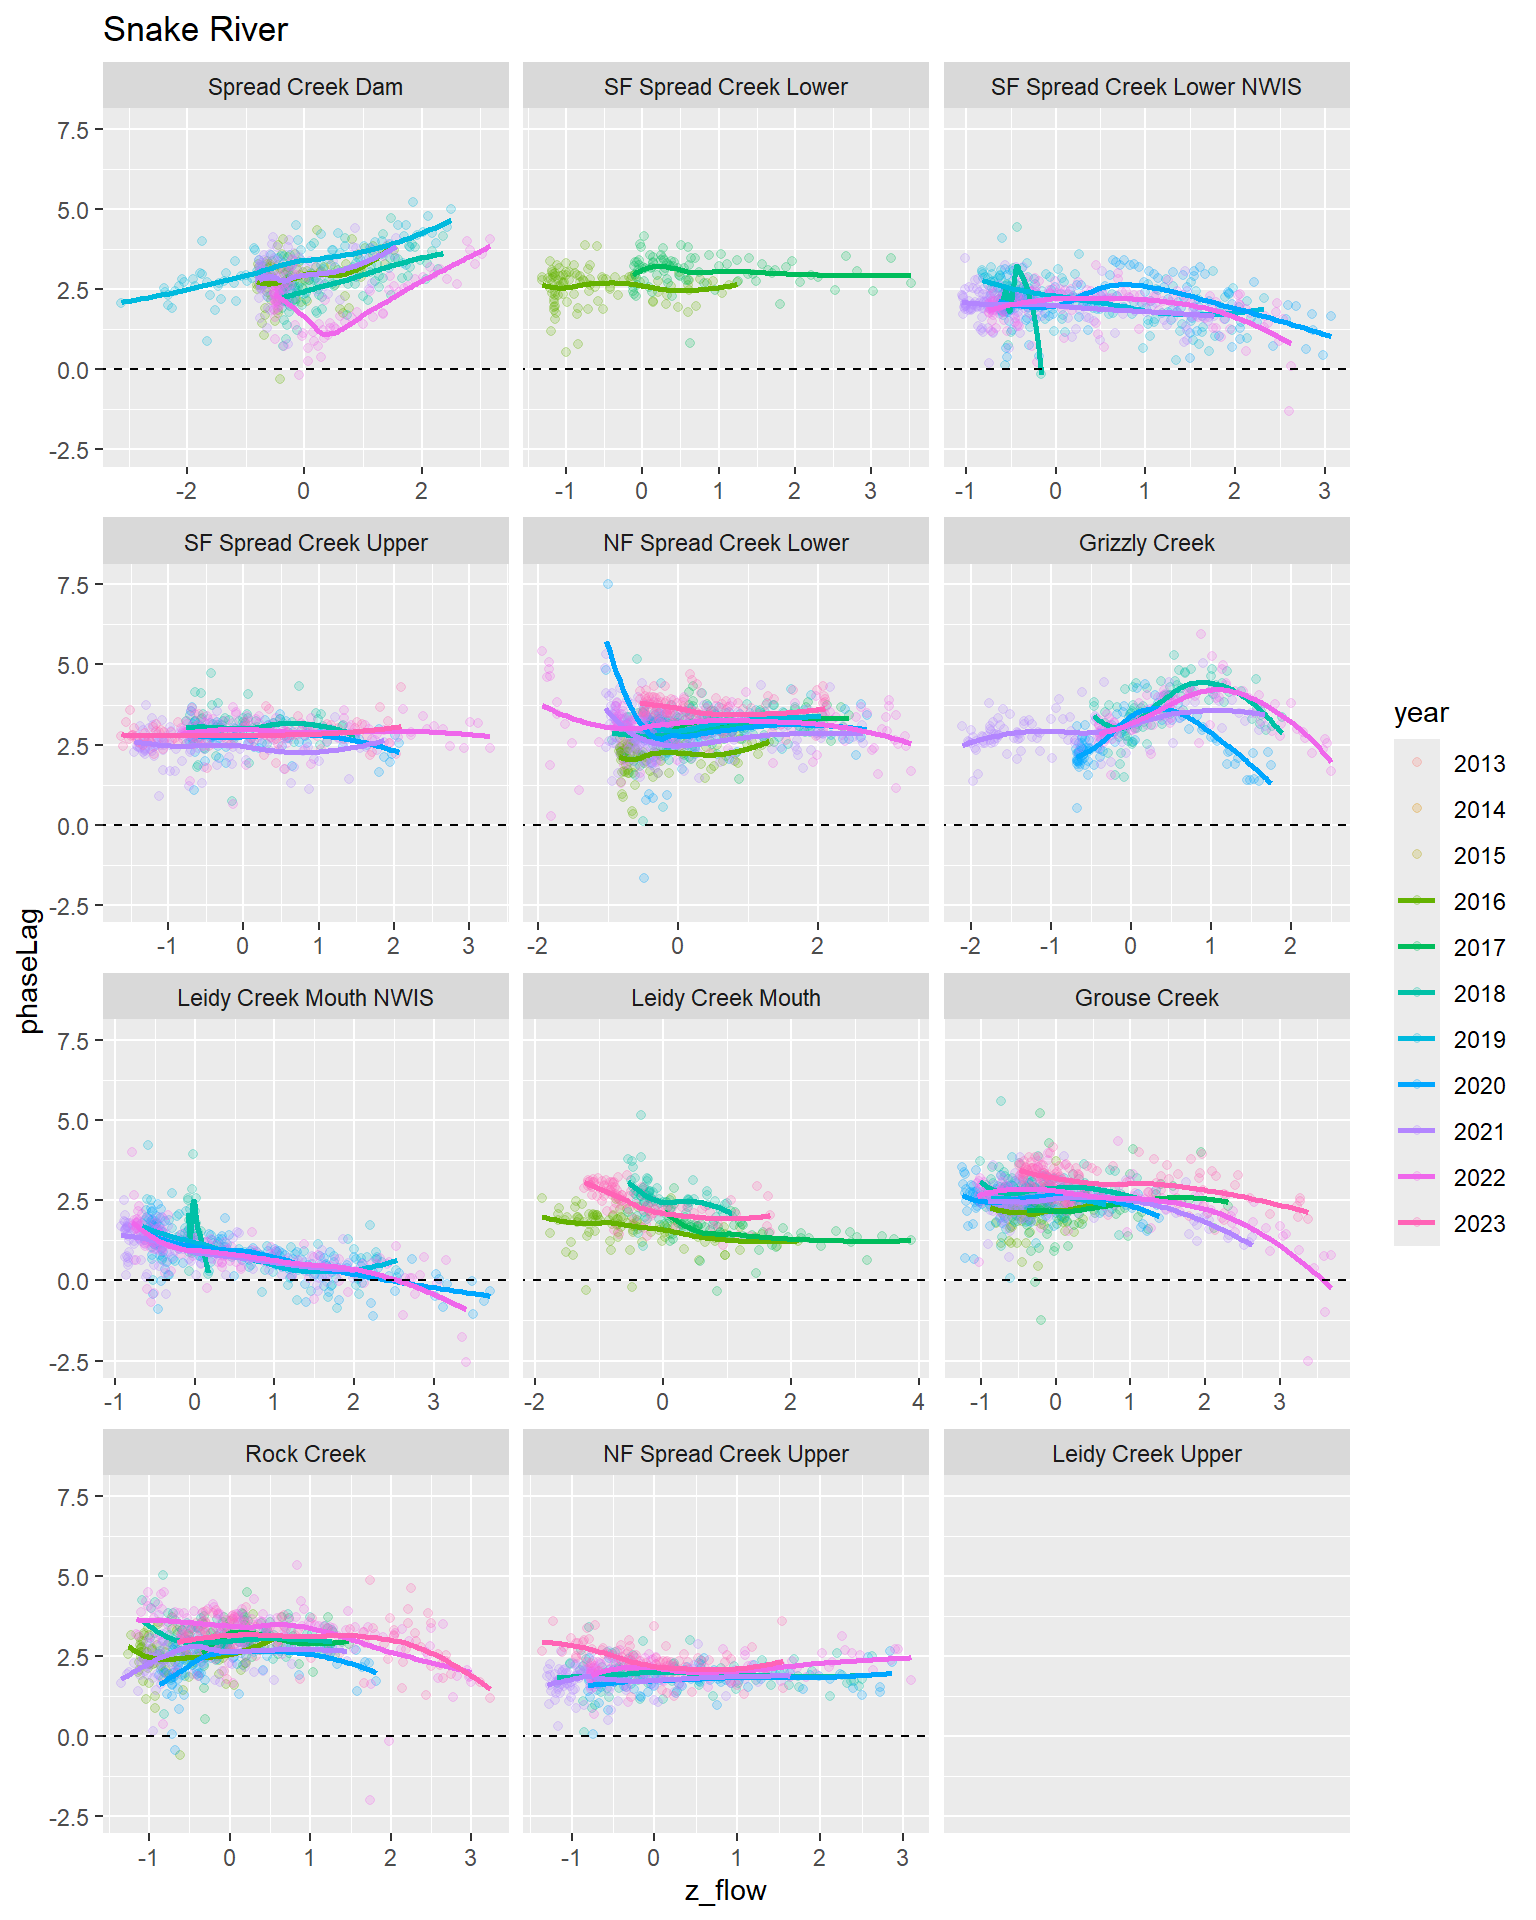 Snake River
Spread Creek Dam SF Spread Creek Lower SF Spread Creek Lower NWIS
7.5
5.0
2.5
0.0
-2.5
-2 0 2 -1 0 1 2 3 -1 0 1 2 3
SF Spread Creek Upper NF Spread Creek Lower Grizzly Creek
7.5
5.0
2.5
0.0
-2.5
-1 0 1 2 3 -2 0 2 -2 -1 0 1 2
Leidy Creek Mouth NWIS Leidy Creek Mouth Grouse Creek
7.5
5.0
2.5
0.0
-2.5
-1 0 1 2 3 -2 0 2 4 -1 0 1 2 3
Rock Creek NF Spread Creek Upper Leidy Creek Upper
7.5
5.0
2.5
0.0
-2.5
-1 0 1 2 3 -1 0 1 2 3
z_flow
phaseLag
year
2013
2014
2015
2016
2017
2018
2019
2020
2021
2022
2023